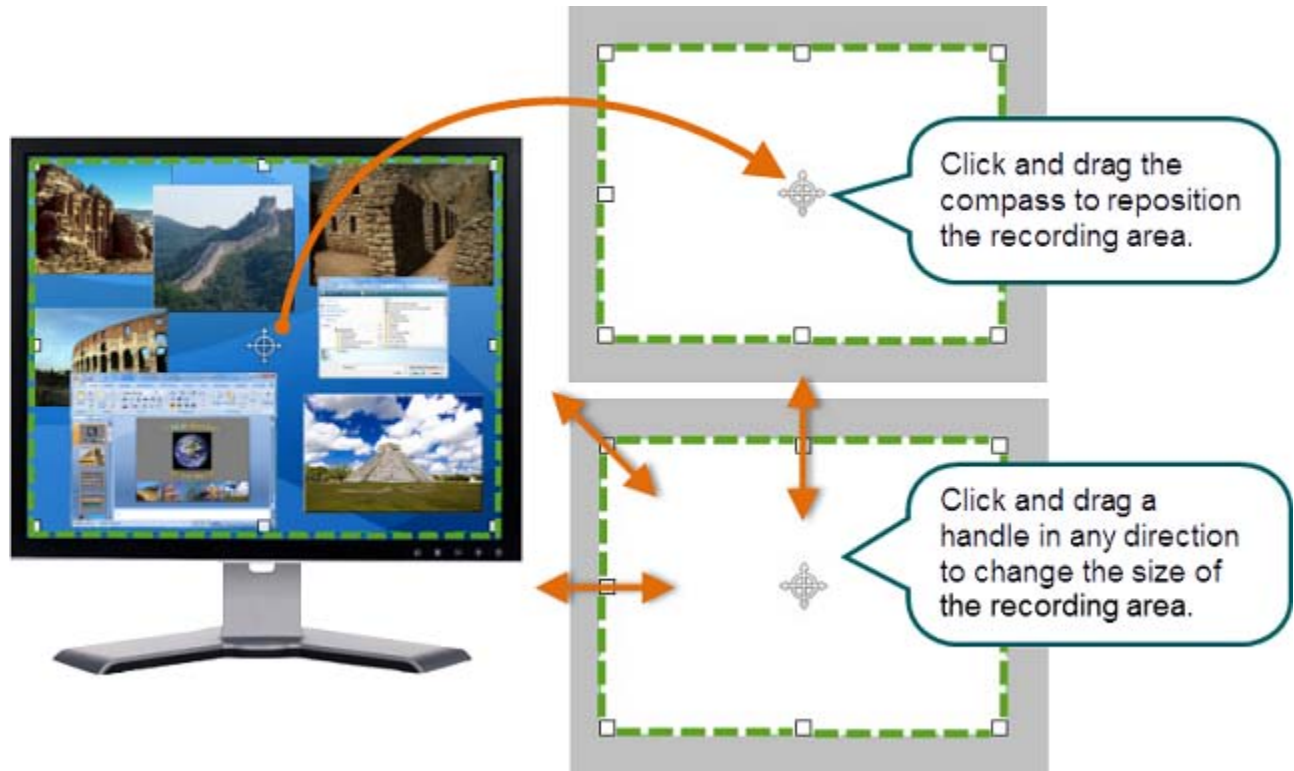 Click and drag the
compass to reposition
the recording area.
Click and drag a
handle in any direction
to change the size of
the recording area.